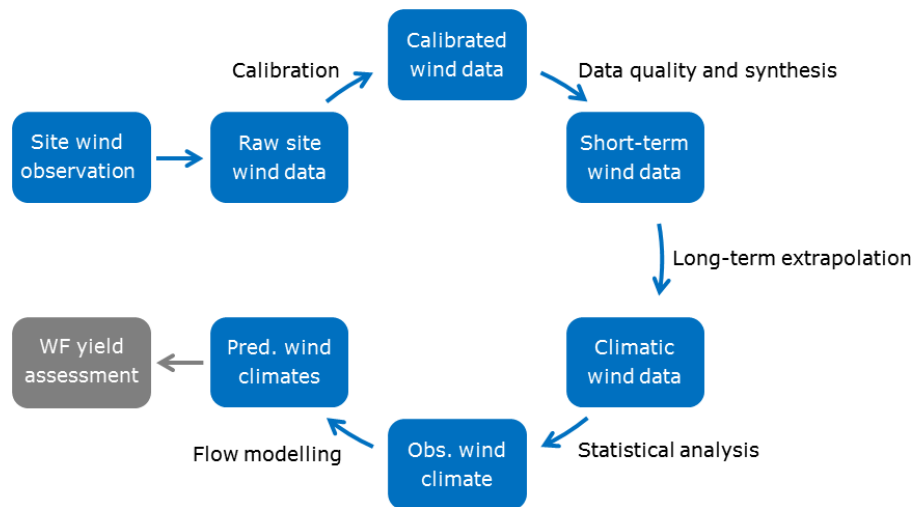 Site wind
observation
Raw site
wind data
Calibration
Calibrated
wind data
Data quality and synthesis
Short-term
wind data
Long-term extrapolation
Climatic
wind data
Statistical analysis
Obs. wind
climate
Flow modelling
Pred. wind
climates
WF yield
assessment